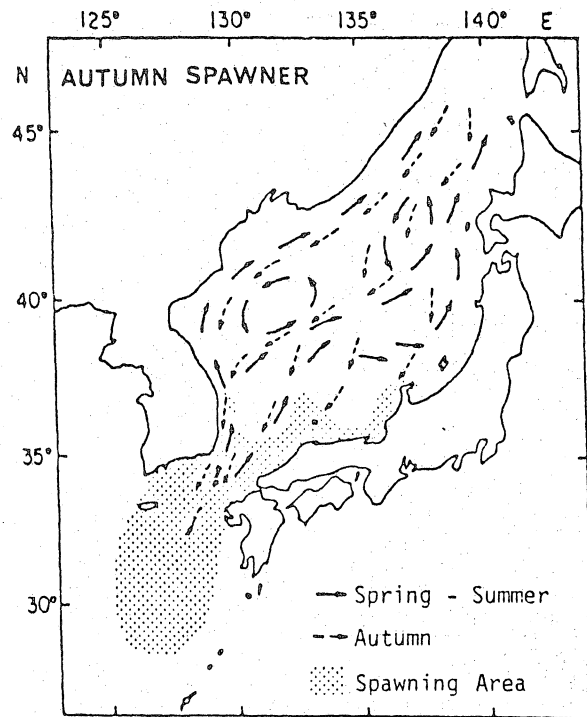 125° 130° 135° 140° E
N AUTUMN SPAWNER
45°
40°
35°
30°
Spring - Summer
Autumn
Spawning Area